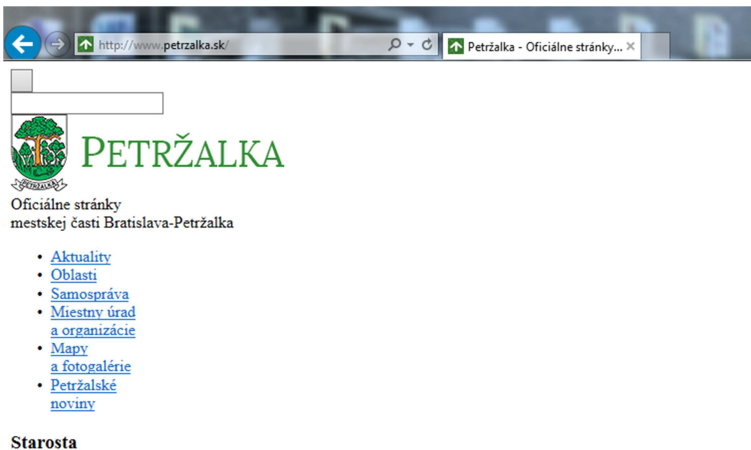 http://www.petrzalka.sk/
Petržalka - Oficiálne stránky...
PETRŽALKA
PETRŽALKA
Oficiálne stránky
mestskej časti Bratislava-Petržalka
Aktuality
Oblasti
Samospráva
Miestny úrad
a organizácie
Mapy
a fotogalérie
Petržalské
noviny
Starosta